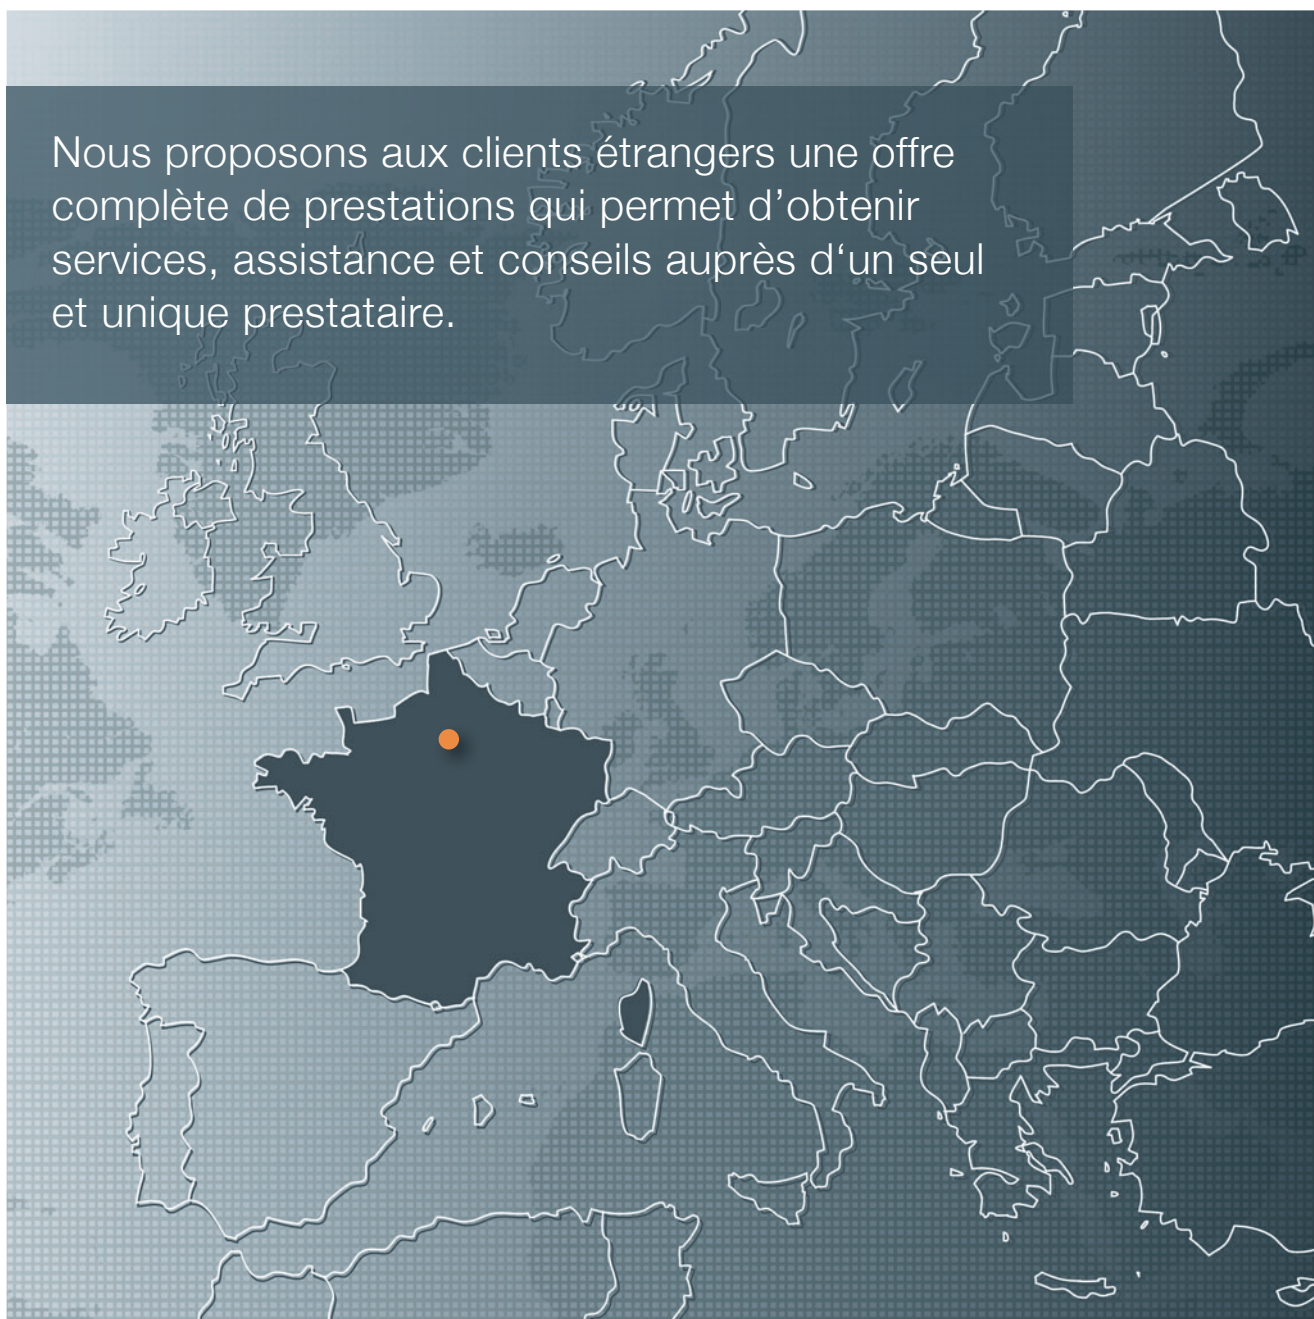 Nous proposons aux clients étrangers une offre
complète de prestations qui permet d’obtenir
services, assistance et conseils auprès d‘un seul
et unique prestataire.